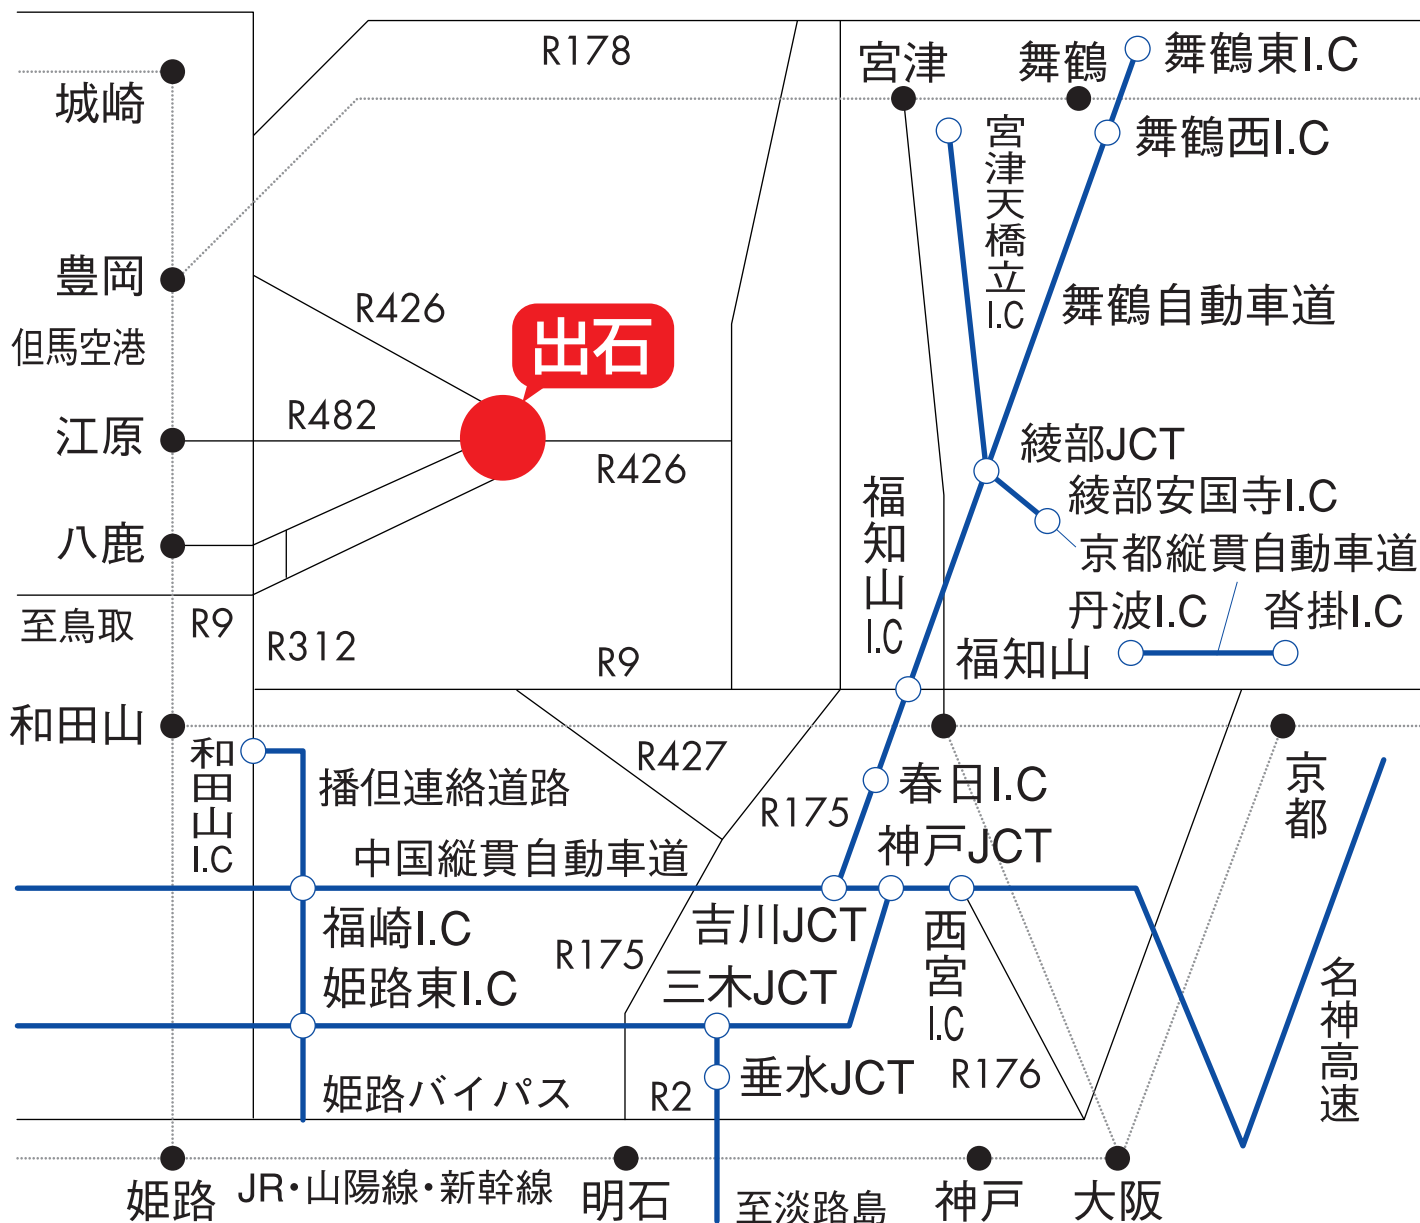 R178
宮津
舞鶴
舞鶴東I.C
城崎
宮津天橋立I.C
舞鶴西I.C
豊岡
R426
舞鶴自動車道
但馬空港
出石
江原
R482
R426
綾部JCT
福知山I.C
綾部安国寺I.C
八鹿
京都縦貫自動車道
至鳥取
R9
R312
R9
福知山
丹波I.C
沓掛I.C
和田山
和田山I.C
播但連絡道路
R427
R175
春日I.C
京都
中国縦貫自動車道
神戸JCT
福崎I.C
R175
吉川JCT
西宮I.C
姫路東I.C
三木JCT
名神高速
姫路バイパス
R2
垂水JCT
R176
姫路
JR・山陽線・新幹線
明石
至淡路島
神戸
大阪